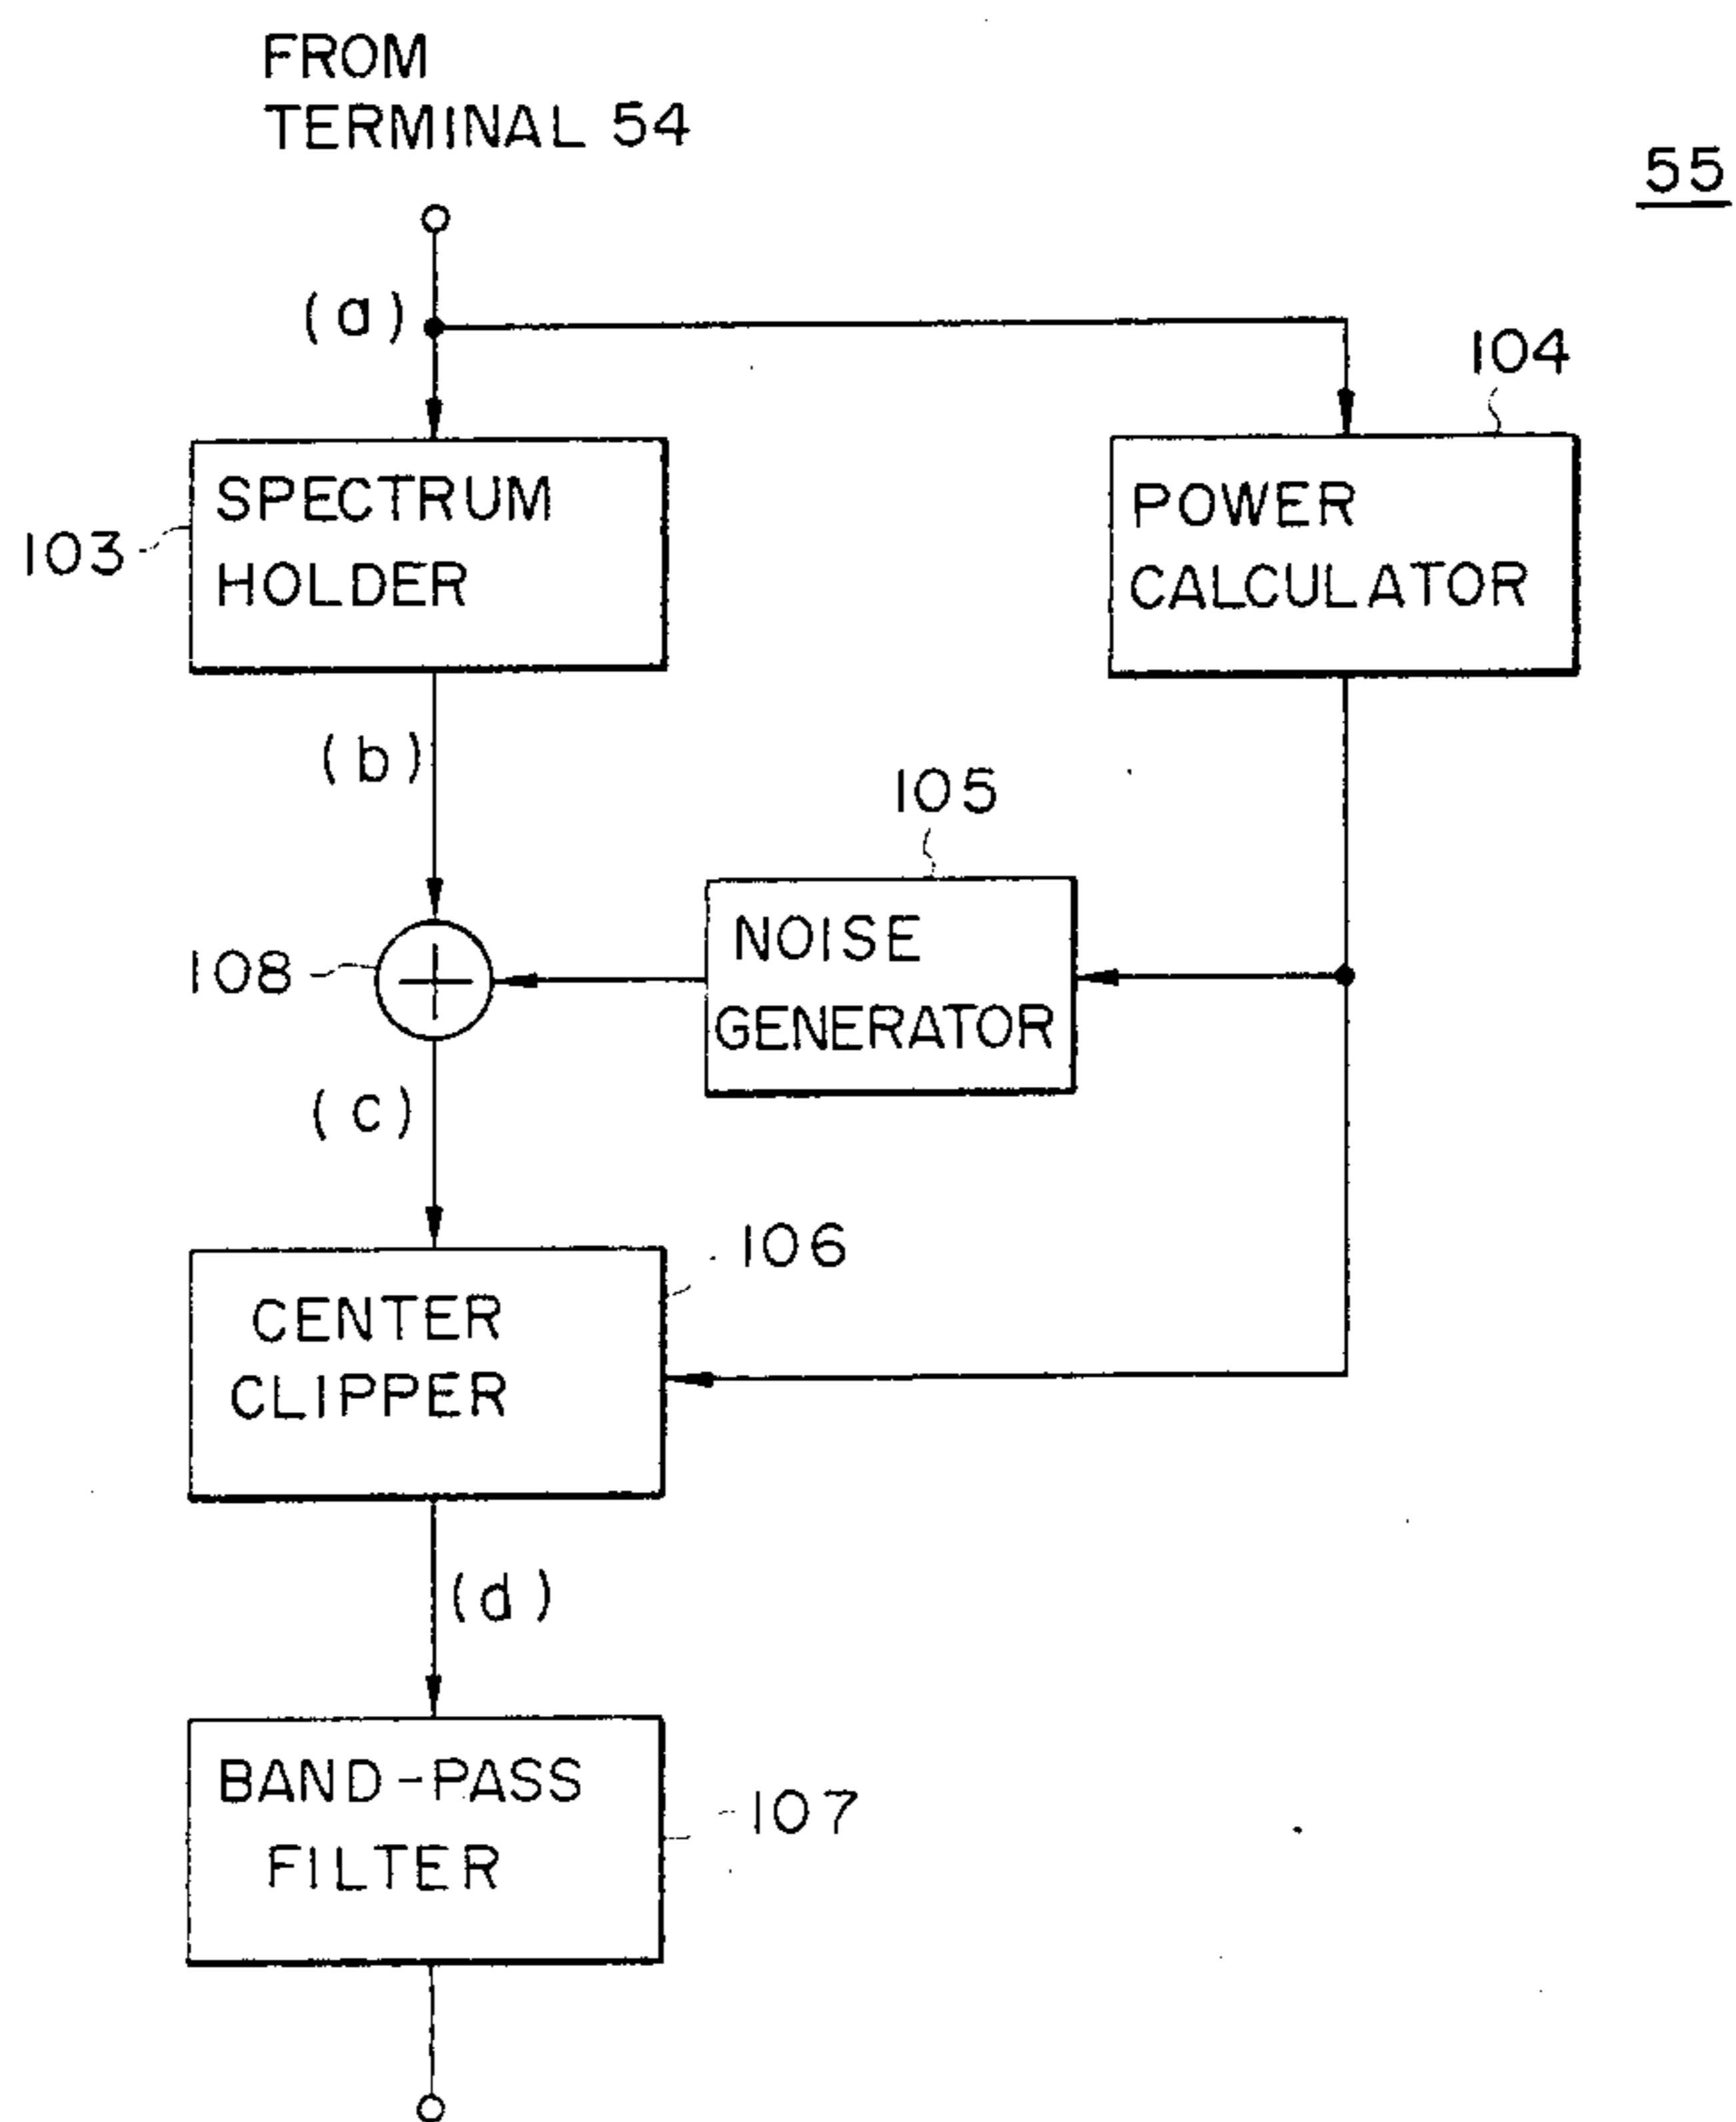 FROM
TERMINAL 54
55
(a)
104
SPECTRUM
HOLDER
103
POWER
CALCULATOR
(b)
105
NOISE
GENERATOR
108
(c)
106
CENTER
CLIPPER
(d)
BAND-PASS
FILTER
107